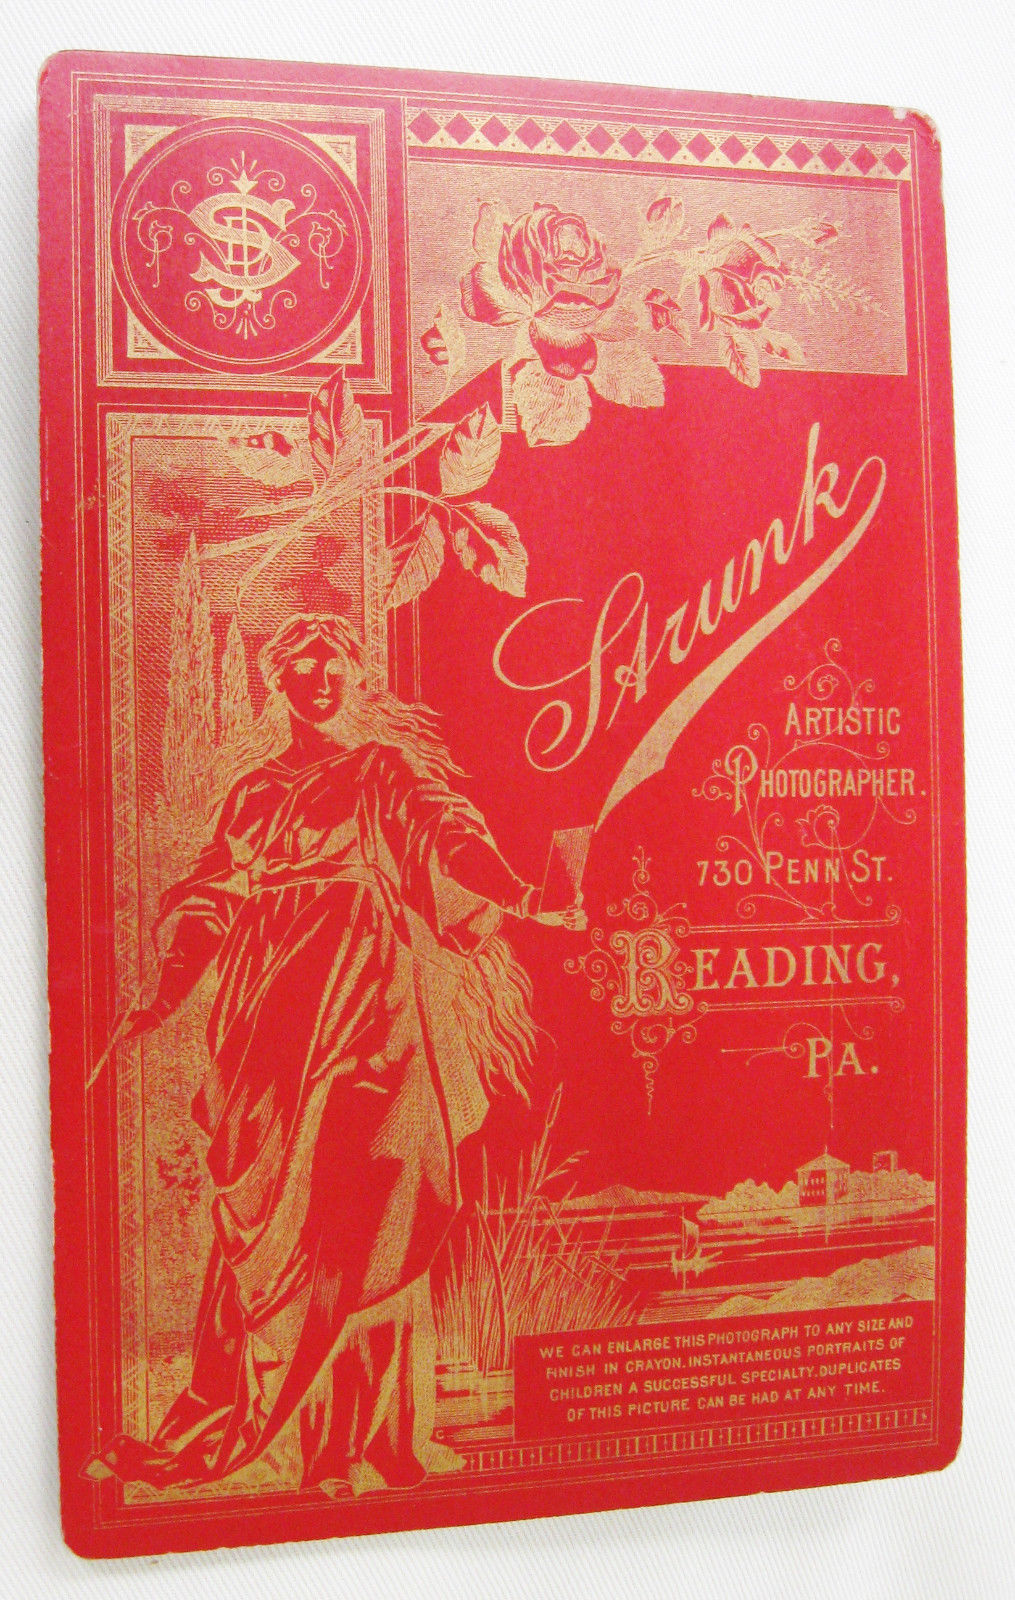 Strunk
ARTISTIC
PHOTOGRAPHER.
730 PENN ST.
READING,
PA.
WE CAN ENLARGE THIS PHOTOGRAPH TO ANY SIZE AND
FINISH IN CRAYON. INSTANTANEOUS PORTRAITS OF
CHILDREN A SUCCESSFUL SPECIALTY. DUPLICATES
OF THIS PICTURE CAN BE HAD AT ANY TIME.